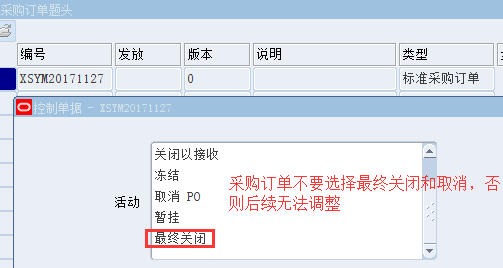 采购订单题头
编号 发放 版本 说明 类型
XSYM20171127 0 标准采购订单
控制单据 - XSYM20171127
关闭以接收
冻结
取消 PO
暂挂
最终关闭
活动
采购订单不要选择最终关闭和取消，否
则后续无法调整